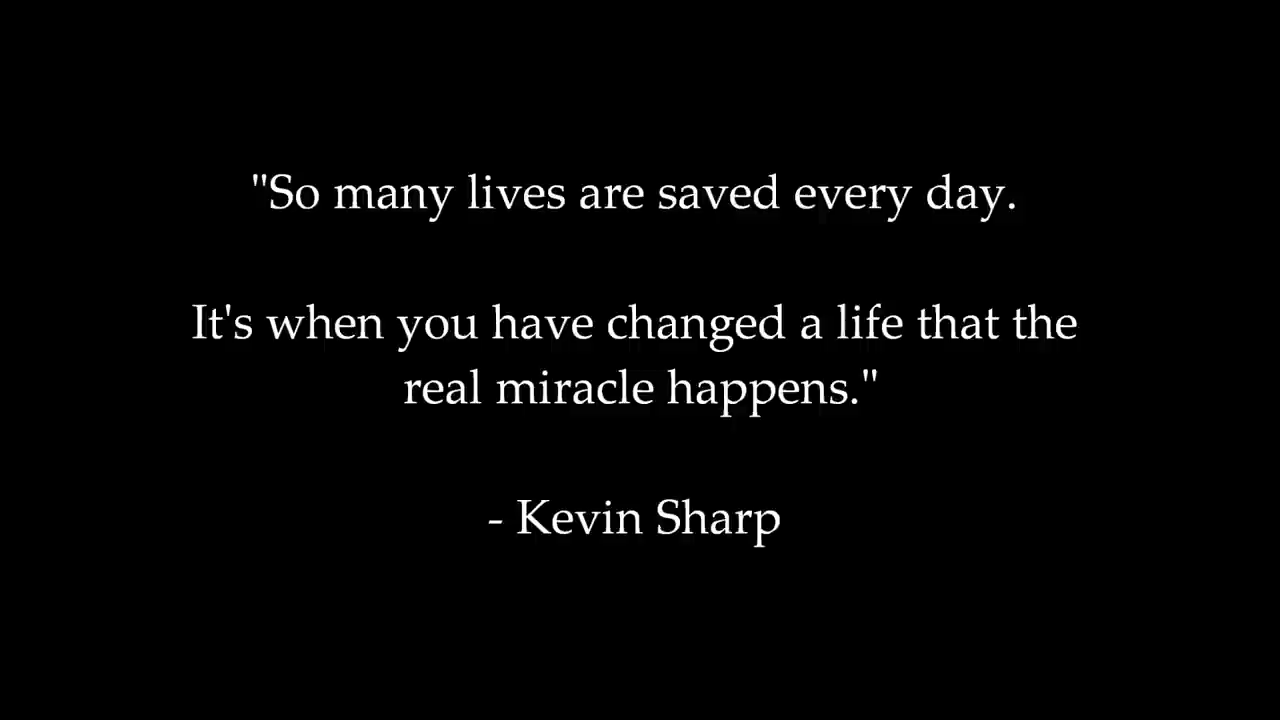 "So many lives are saved every day.
It's when you have changed a life that the
real miracle happens."
- Kevin Sharp